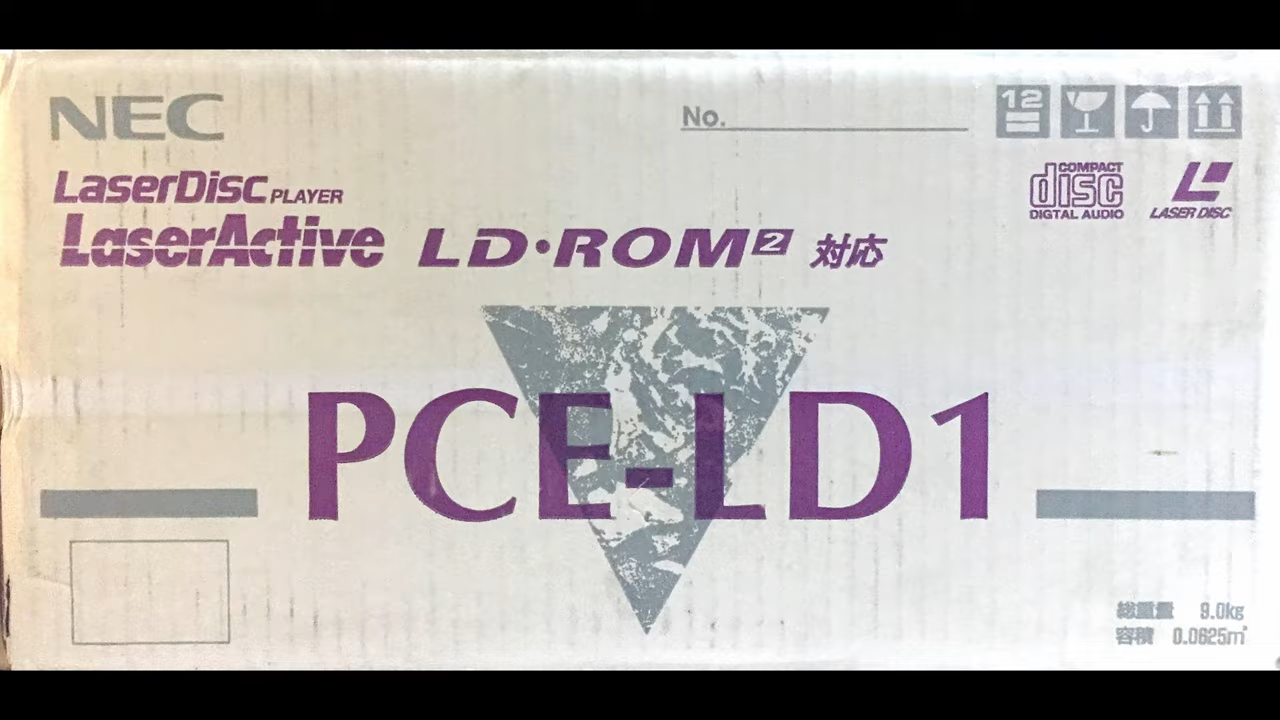 NEC
No.
12
LaserDisc PLAYER
COMPACT
disc
DIGITAL AUDIO
LASER DISC
LaserActive LD·ROM² 対応
PCE-LD1
総重量 9.0kg
容積 0.0625m³